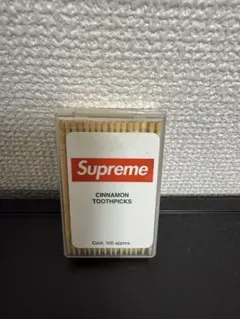 Supreme
CINNAMON
TOOTHPICKS
Cont. 100 approx.